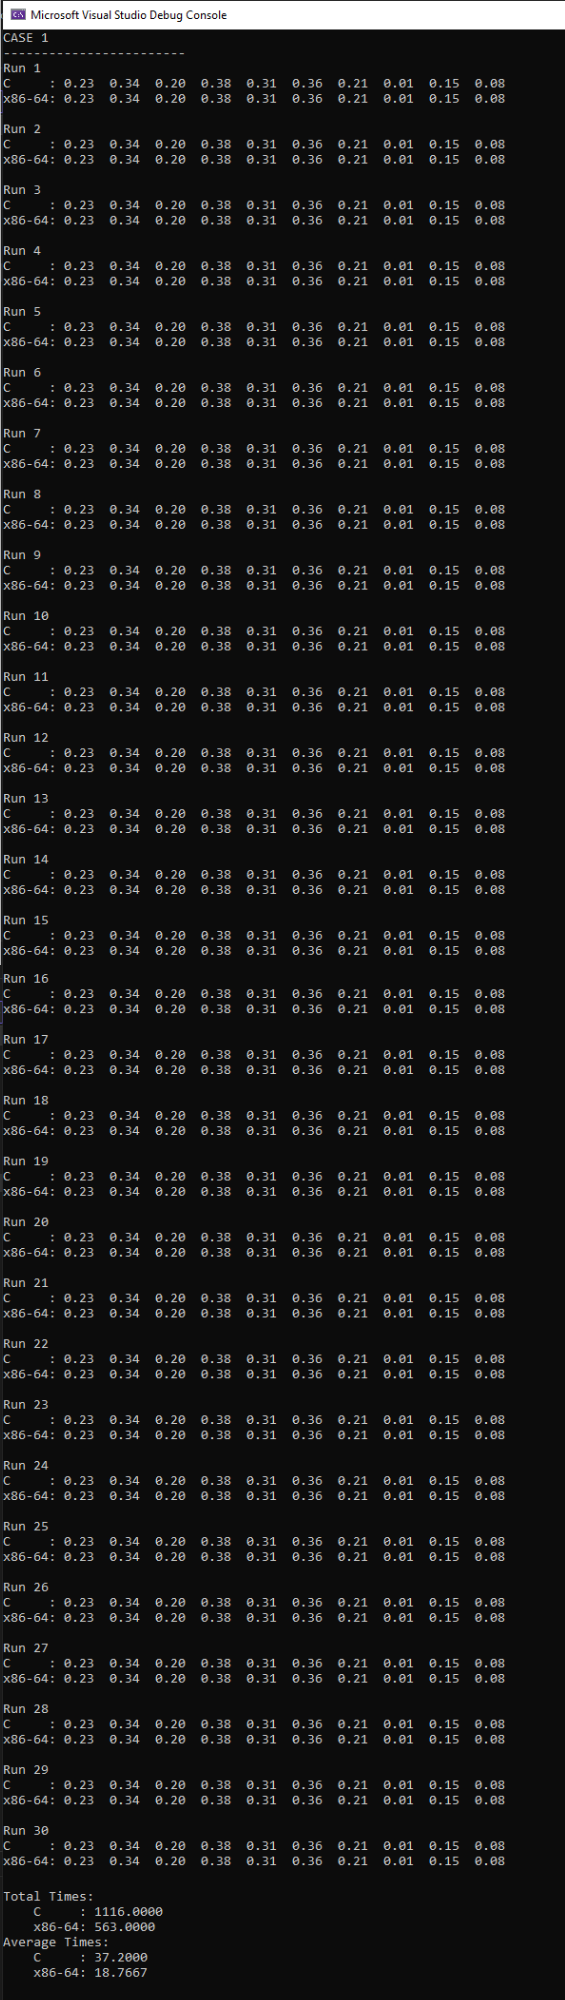 Microsoft Visual Studio Debug Console
CASE 1
------------------------
Run 1
C     : 0.23  0.34  0.20  0.38  0.31  0.36  0.21  0.01  0.15  0.08
x86-64: 0.23  0.34  0.20  0.38  0.31  0.36  0.21  0.01  0.15  0.08

Run 2
C     : 0.23  0.34  0.20  0.38  0.31  0.36  0.21  0.01  0.15  0.08
x86-64: 0.23  0.34  0.20  0.38  0.31  0.36  0.21  0.01  0.15  0.08

Run 3
C     : 0.23  0.34  0.20  0.38  0.31  0.36  0.21  0.01  0.15  0.08
x86-64: 0.23  0.34  0.20  0.38  0.31  0.36  0.21  0.01  0.15  0.08

Run 4
C     : 0.23  0.34  0.20  0.38  0.31  0.36  0.21  0.01  0.15  0.08
x86-64: 0.23  0.34  0.20  0.38  0.31  0.36  0.21  0.01  0.15  0.08

Run 5
C     : 0.23  0.34  0.20  0.38  0.31  0.36  0.21  0.01  0.15  0.08
x86-64: 0.23  0.34  0.20  0.38  0.31  0.36  0.21  0.01  0.15  0.08

Run 6
C     : 0.23  0.34  0.20  0.38  0.31  0.36  0.21  0.01  0.15  0.08
x86-64: 0.23  0.34  0.20  0.38  0.31  0.36  0.21  0.01  0.15  0.08

Run 7
C     : 0.23  0.34  0.20  0.38  0.31  0.36  0.21  0.01  0.15  0.08
x86-64: 0.23  0.34  0.20  0.38  0.31  0.36  0.21  0.01  0.15  0.08

Run 8
C     : 0.23  0.34  0.20  0.38  0.31  0.36  0.21  0.01  0.15  0.08
x86-64: 0.23  0.34  0.20  0.38  0.31  0.36  0.21  0.01  0.15  0.08

Run 9
C     : 0.23  0.34  0.20  0.38  0.31  0.36  0.21  0.01  0.15  0.08
x86-64: 0.23  0.34  0.20  0.38  0.31  0.36  0.21  0.01  0.15  0.08

Run 10
C     : 0.23  0.34  0.20  0.38  0.31  0.36  0.21  0.01  0.15  0.08
x86-64: 0.23  0.34  0.20  0.38  0.31  0.36  0.21  0.01  0.15  0.08

Run 11
C     : 0.23  0.34  0.20  0.38  0.31  0.36  0.21  0.01  0.15  0.08
x86-64: 0.23  0.34  0.20  0.38  0.31  0.36  0.21  0.01  0.15  0.08

Run 12
C     : 0.23  0.34  0.20  0.38  0.31  0.36  0.21  0.01  0.15  0.08
x86-64: 0.23  0.34  0.20  0.38  0.31  0.36  0.21  0.01  0.15  0.08

Run 13
C     : 0.23  0.34  0.20  0.38  0.31  0.36  0.21  0.01  0.15  0.08
x86-64: 0.23  0.34  0.20  0.38  0.31  0.36  0.21  0.01  0.15  0.08

Run 14
C     : 0.23  0.34  0.20  0.38  0.31  0.36  0.21  0.01  0.15  0.08
x86-64: 0.23  0.34  0.20  0.38  0.31  0.36  0.21  0.01  0.15  0.08

Run 15
C     : 0.23  0.34  0.20  0.38  0.31  0.36  0.21  0.01  0.15  0.08
x86-64: 0.23  0.34  0.20  0.38  0.31  0.36  0.21  0.01  0.15  0.08

Run 16
C     : 0.23  0.34  0.20  0.38  0.31  0.36  0.21  0.01  0.15  0.08
x86-64: 0.23  0.34  0.20  0.38  0.31  0.36  0.21  0.01  0.15  0.08

Run 17
C     : 0.23  0.34  0.20  0.38  0.31  0.36  0.21  0.01  0.15  0.08
x86-64: 0.23  0.34  0.20  0.38  0.31  0.36  0.21  0.01  0.15  0.08

Run 18
C     : 0.23  0.34  0.20  0.38  0.31  0.36  0.21  0.01  0.15  0.08
x86-64: 0.23  0.34  0.20  0.38  0.31  0.36  0.21  0.01  0.15  0.08

Run 19
C     : 0.23  0.34  0.20  0.38  0.31  0.36  0.21  0.01  0.15  0.08
x86-64: 0.23  0.34  0.20  0.38  0.31  0.36  0.21  0.01  0.15  0.08

Run 20
C     : 0.23  0.34  0.20  0.38  0.31  0.36  0.21  0.01  0.15  0.08
x86-64: 0.23  0.34  0.20  0.38  0.31  0.36  0.21  0.01  0.15  0.08

Run 21
C     : 0.23  0.34  0.20  0.38  0.31  0.36  0.21  0.01  0.15  0.08
x86-64: 0.23  0.34  0.20  0.38  0.31  0.36  0.21  0.01  0.15  0.08

Run 22
C     : 0.23  0.34  0.20  0.38  0.31  0.36  0.21  0.01  0.15  0.08
x86-64: 0.23  0.34  0.20  0.38  0.31  0.36  0.21  0.01  0.15  0.08

Run 23
C     : 0.23  0.34  0.20  0.38  0.31  0.36  0.21  0.01  0.15  0.08
x86-64: 0.23  0.34  0.20  0.38  0.31  0.36  0.21  0.01  0.15  0.08

Run 24
C     : 0.23  0.34  0.20  0.38  0.31  0.36  0.21  0.01  0.15  0.08
x86-64: 0.23  0.34  0.20  0.38  0.31  0.36  0.21  0.01  0.15  0.08

Run 25
C     : 0.23  0.34  0.20  0.38  0.31  0.36  0.21  0.01  0.15  0.08
x86-64: 0.23  0.34  0.20  0.38  0.31  0.36  0.21  0.01  0.15  0.08

Run 26
C     : 0.23  0.34  0.20  0.38  0.31  0.36  0.21  0.01  0.15  0.08
x86-64: 0.23  0.34  0.20  0.38  0.31  0.36  0.21  0.01  0.15  0.08

Run 27
C     : 0.23  0.34  0.20  0.38  0.31  0.36  0.21  0.01  0.15  0.08
x86-64: 0.23  0.34  0.20  0.38  0.31  0.36  0.21  0.01  0.15  0.08

Run 28
C     : 0.23  0.34  0.20  0.38  0.31  0.36  0.21  0.01  0.15  0.08
x86-64: 0.23  0.34  0.20  0.38  0.31  0.36  0.21  0.01  0.15  0.08

Run 29
C     : 0.23  0.34  0.20  0.38  0.31  0.36  0.21  0.01  0.15  0.08
x86-64: 0.23  0.34  0.20  0.38  0.31  0.36  0.21  0.01  0.15  0.08

Run 30
C     : 0.23  0.34  0.20  0.38  0.31  0.36  0.21  0.01  0.15  0.08
x86-64: 0.23  0.34  0.20  0.38  0.31  0.36  0.21  0.01  0.15  0.08

Total Times:
    C     : 1116.0000
    x86-64: 563.0000
Average Times:
    C     : 37.2000
    x86-64: 18.7667